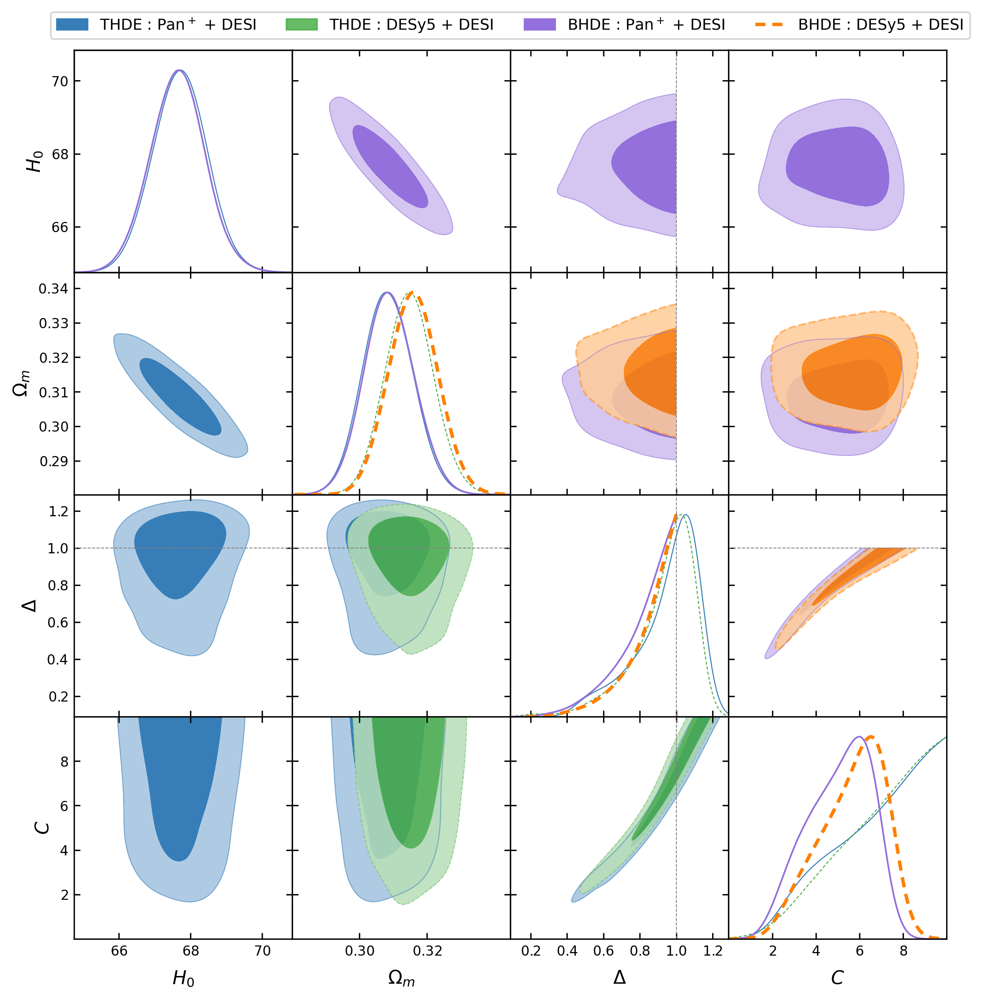 THDE : Pan⁺ + DESI THDE : DESy5 + DESI BHDE : Pan⁺ + DESI BHDE : DESy5 + DESI
70
68
66
H₀
0.34
0.33
0.32
0.31
0.30
0.29
Ωₘ
1.2
1.0
0.8
0.6
0.4
0.2
Δ
8
6
4
2
C
66 68 70 0.30 0.32 0.2 0.4 0.6 0.8 1.0 1.2 2 4 6 8
H₀ Ωₘ Δ C